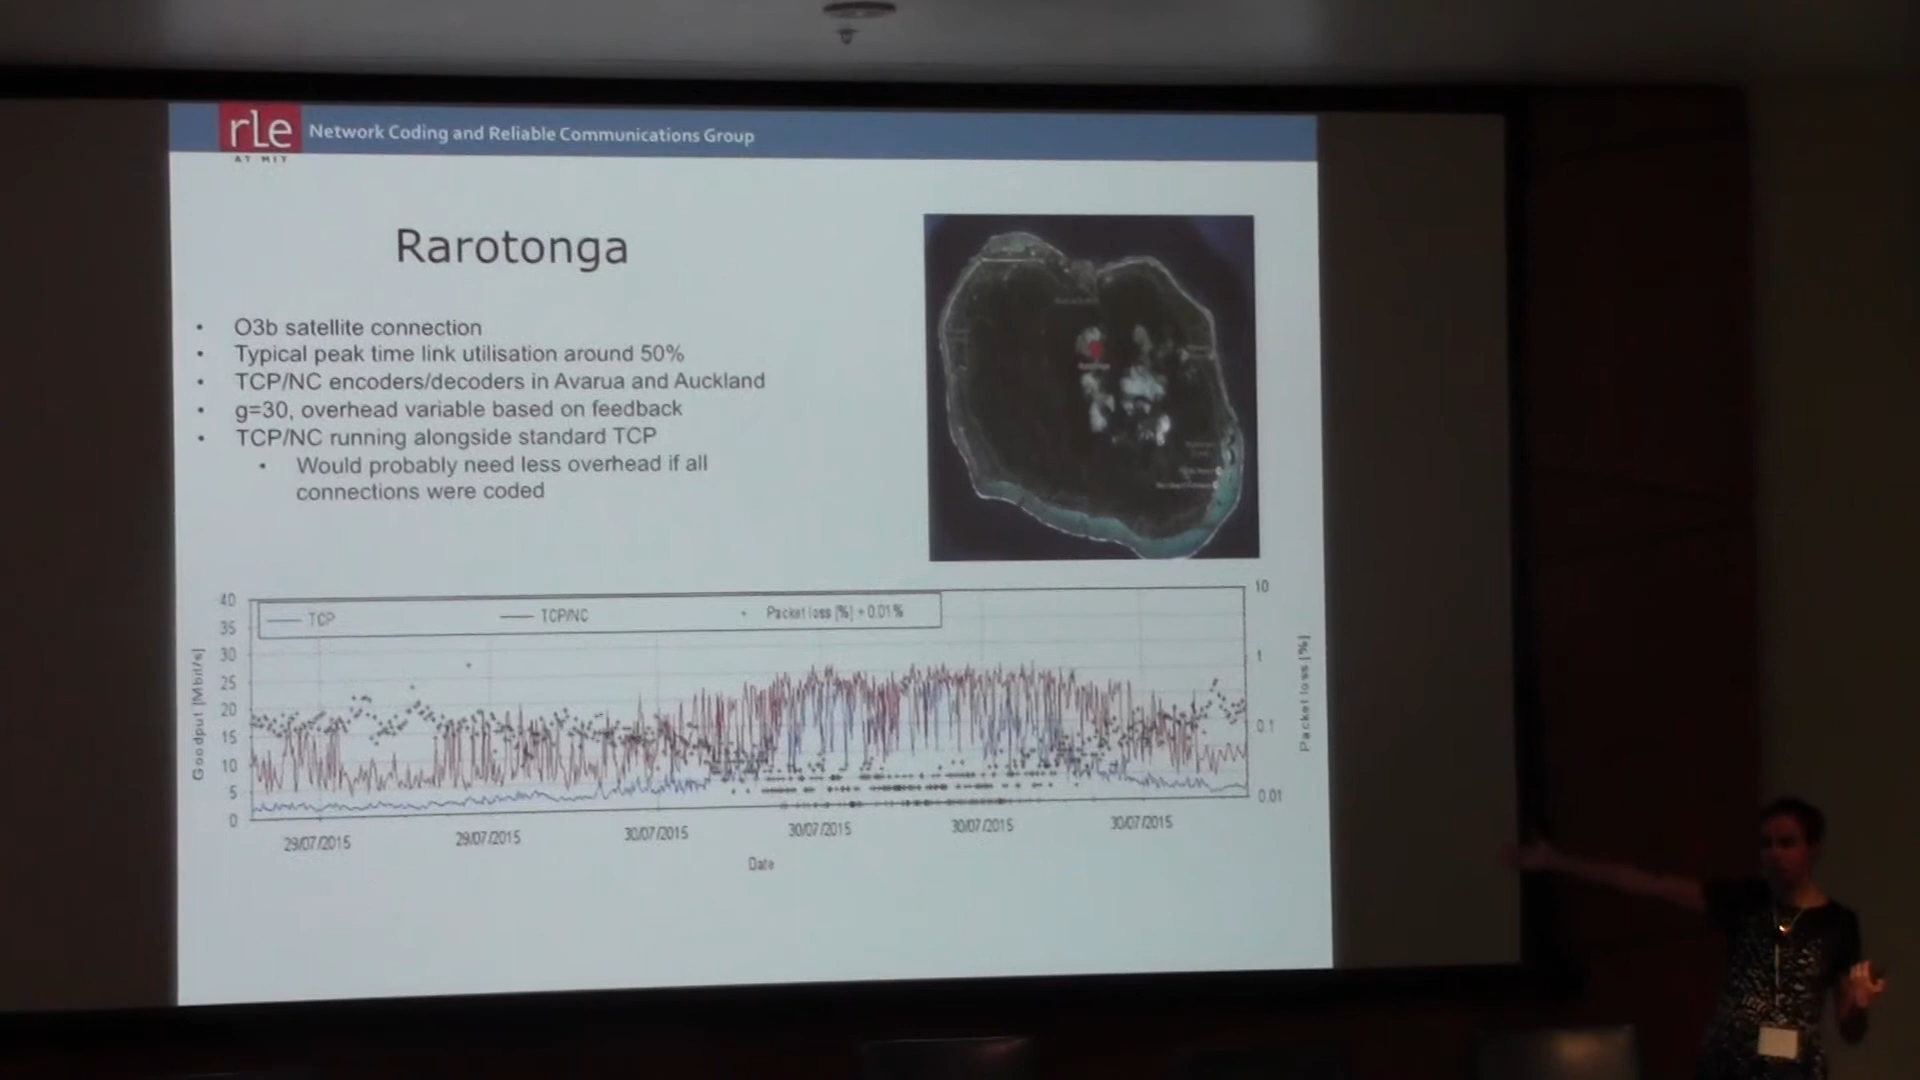 rle
AT MIT
Network Coding and Reliable Communications Group
Rarotonga
• O3b satellite connection
• Typical peak time link utilisation around 50%
• TCP/NC encoders/decoders in Avarua and Auckland
• g=30, overhead variable based on feedback
• TCP/NC running alongside standard TCP
• Would probably need less overhead if all
connections were coded
TCP
TCP/NC
Packet loss [%] + 0.01%
Goodput [Mbit/s]
40
35
30
25
20
15
10
5
0
10
1
0.1
0.01
Packet loss [%]
29/07/2015
29/07/2015
30/07/2015
30/07/2015
30/07/2015
30/07/2015
Date